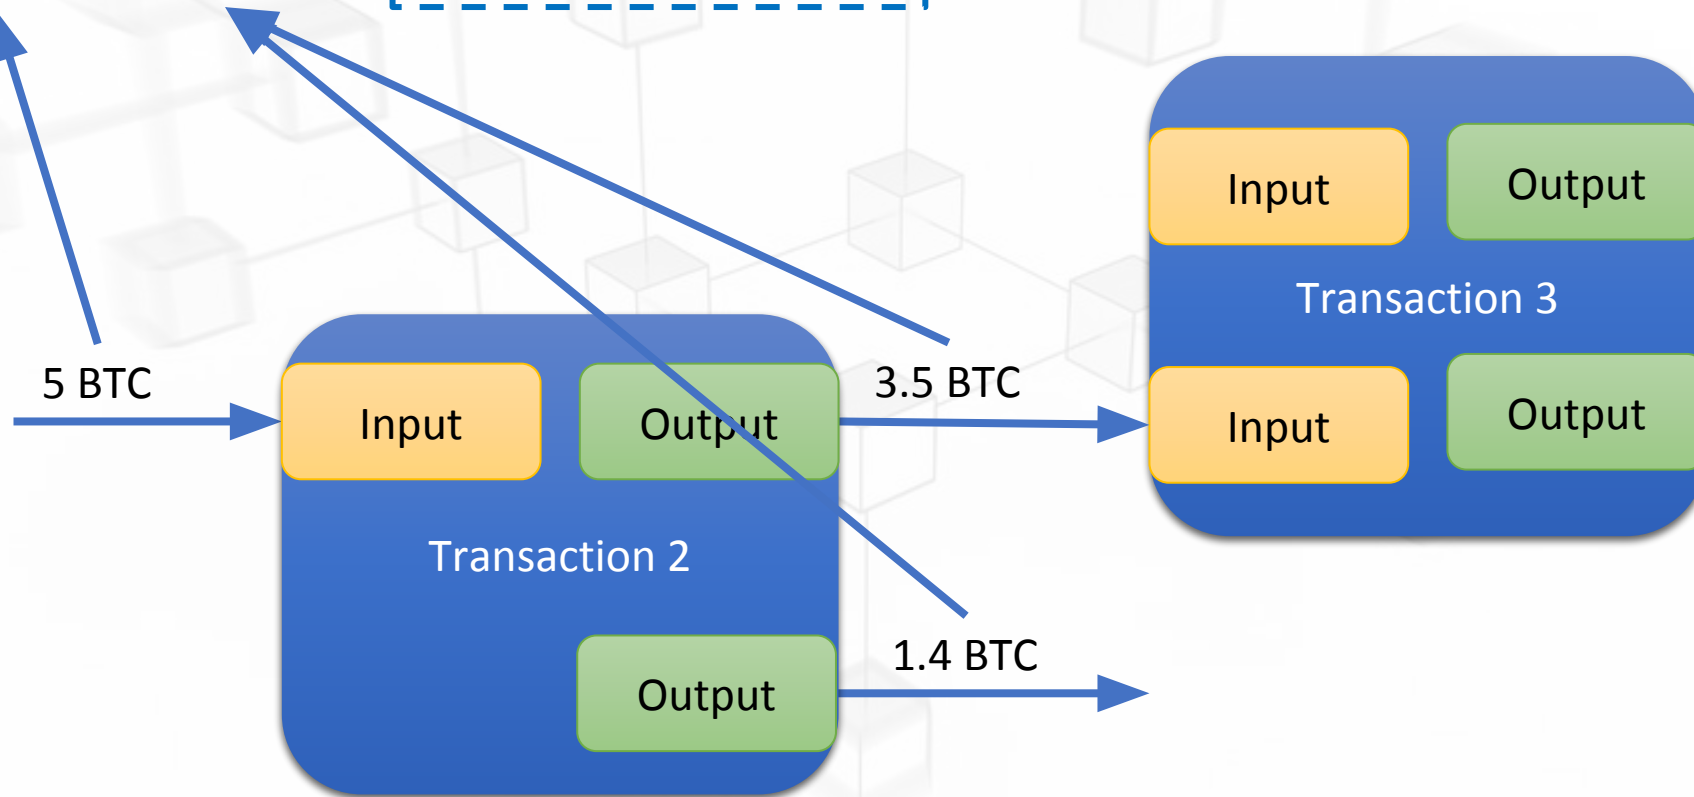 5 BTC
Input
Output
Transaction 2
Output
3.5 BTC
1.4 BTC
Input
Output
Transaction 3
Input
Output